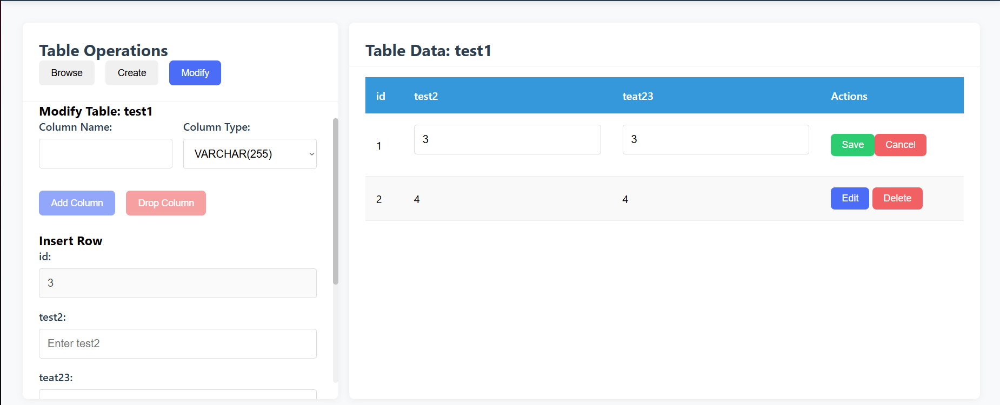 Table Operations
Browse Create Modify
Modify Table: test1
Column Name: Column Type:
VARCHAR(255)
Add Column Drop Column
Insert Row
id:
3
test2:
Enter test2
teat23:
Table Data: test1
id test2 teat23 Actions
1 3 3 Save Cancel
2 4 4 Edit Delete